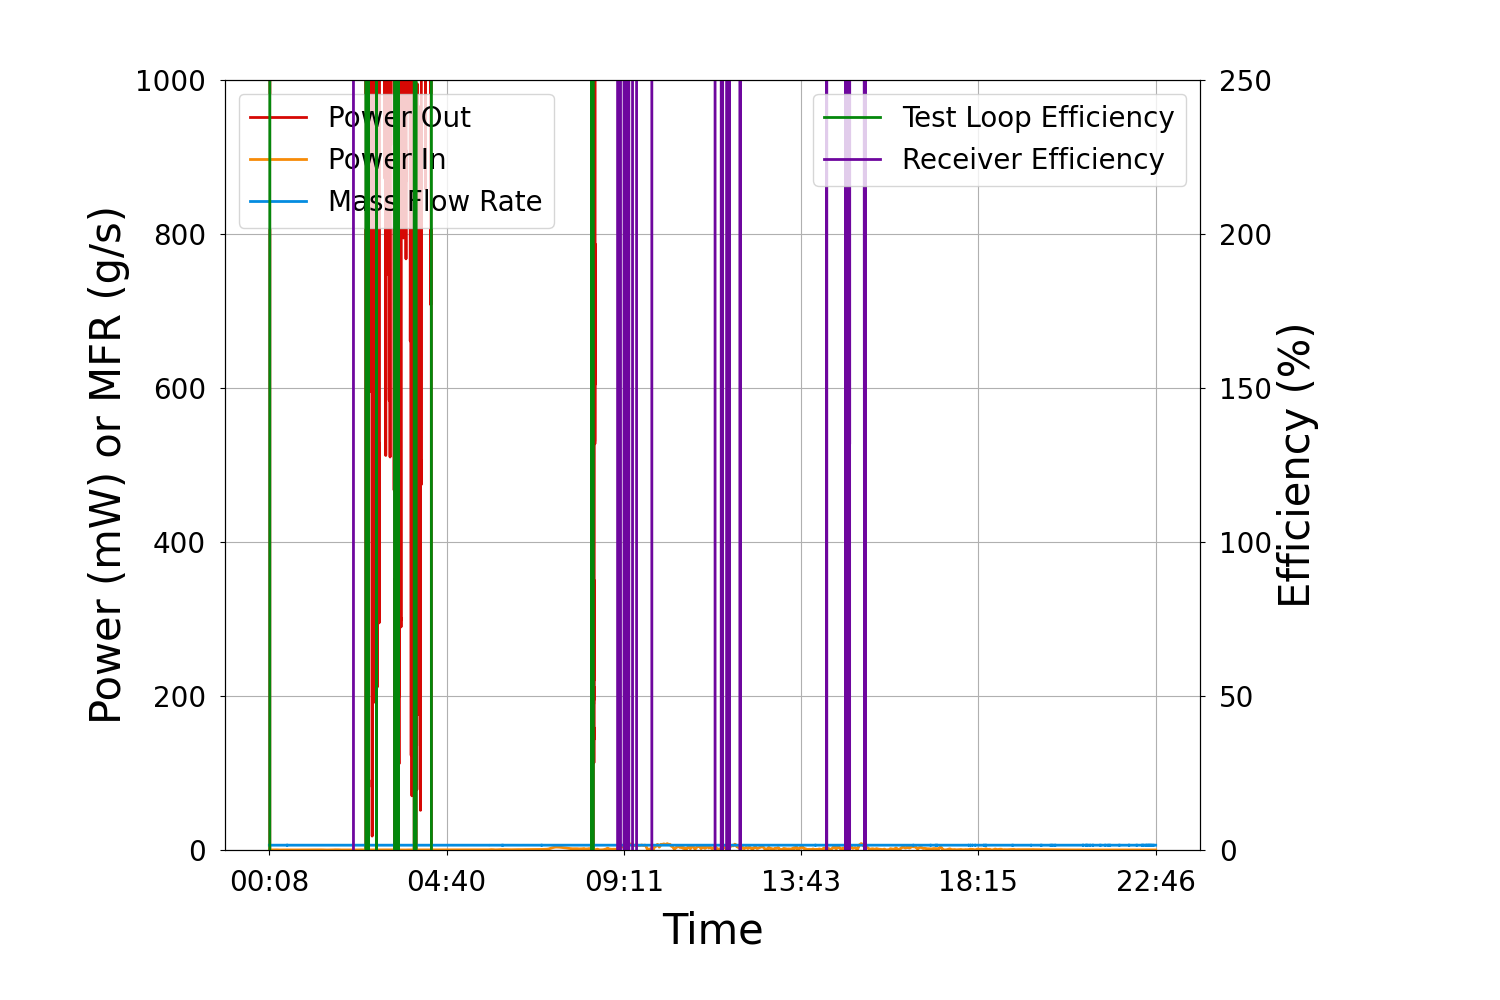 1000
800
600
400
200
0
Power (mW) or MFR (g/s)
Power Out
Power In
Mass Flow Rate
Test Loop Efficiency
Receiver Efficiency
250
200
150
100
50
0
Efficiency (%)
00:08 04:40 09:11 13:43 18:15 22:46
Time